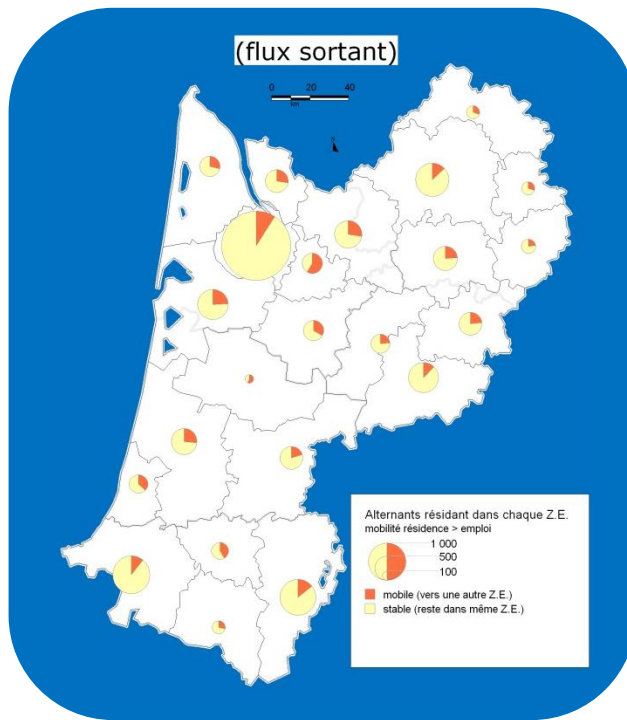 (flux sortant)
0 20 40
km
N
Alternants résidant dans chaque Z.E.
mobilité résidence > emploi
1 000
500
100
mobile (vers une autre Z.E.)
stable (reste dans même Z.E.)